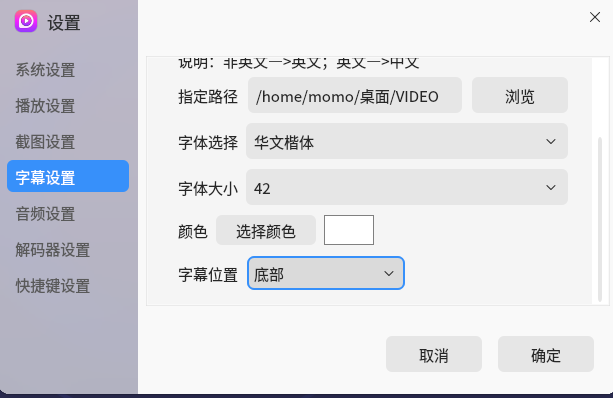 设置
系统设置
播放设置
截图设置
字幕设置
音频设置
解码器设置
快捷键设置
说明：非英文一>英文；英文一>中文
指定路径 /home/momo/桌面/VIDEO 浏览
字体选择 华文楷体
字体大小 42
颜色 选择颜色
字幕位置 底部
取消 确定